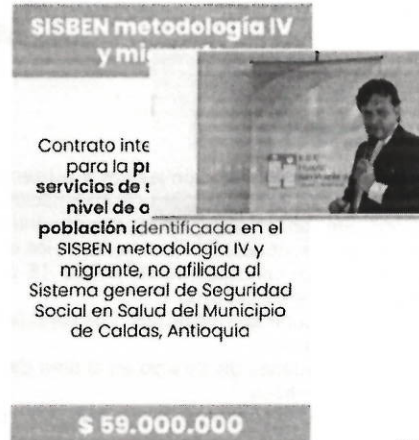 SISBEN metodología IV
y
Contrato
para la
servicios de
nivel de
población identificada en el
SISBEN metodología IV y
migrante, no afiliada al
Sistema general de Seguridad
Social en Salud del Municipio
de Caldas, Antioquia
$ 59.000.000